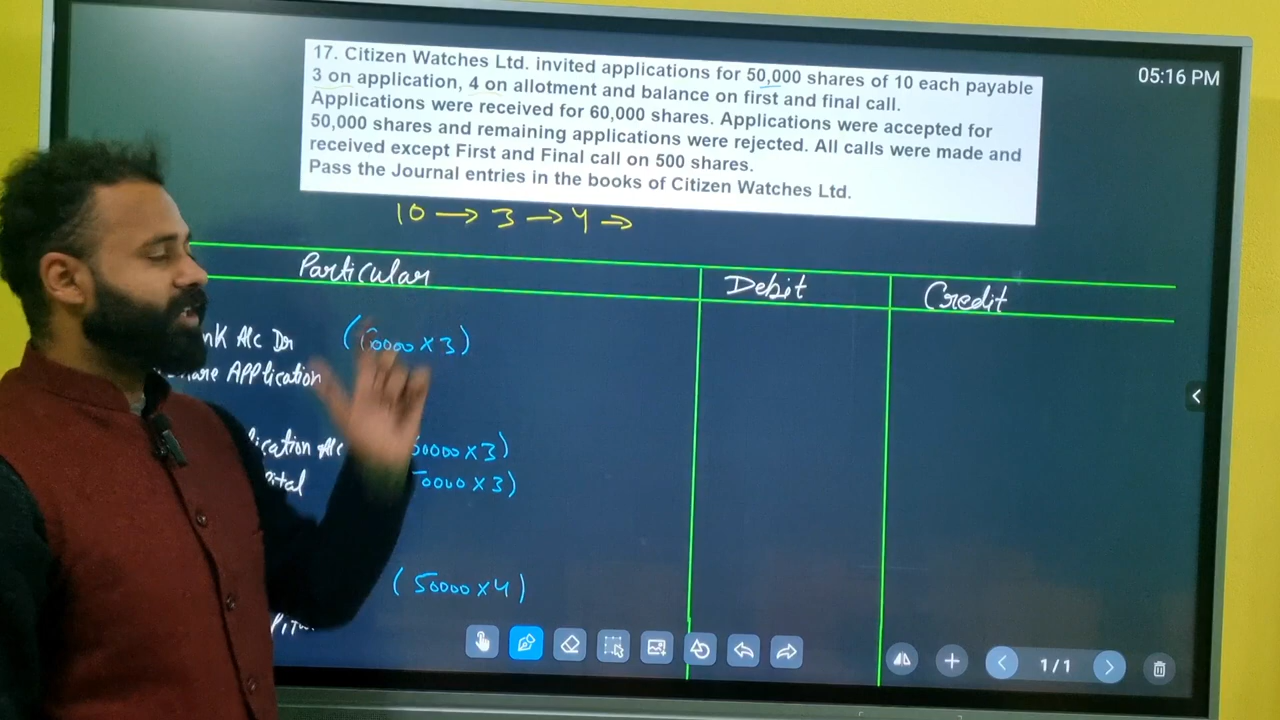 05:16 PM
17. Citizen Watches Ltd. invited applications for 50,000 shares of 10 each payable
3 on application, 4 on allotment and balance on first and final call.
Applications were received for 60,000 shares. Applications were accepted for
50,000 shares and remaining applications were rejected. All calls were made and
received except First and Final call on 500 shares.
Pass the Journal entries in the books of Citizen Watches Ltd.
10 → 3 → 4 →
Particular Debit Credit
A/c Dr (60000 × 3)
APPlication
A/c 0000 × 3)
0000 × 3)
(50000 × 4)
1/1